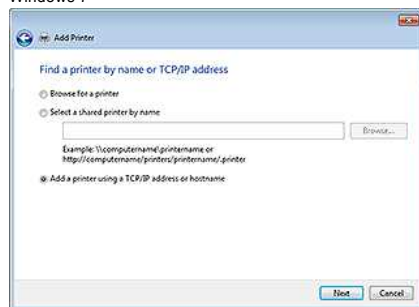 Add Printer
Find a printer by name or TCP/IP address
Browse for a printer
Select a shared printer by name
Browse...
Example: \\computername\printername or
http://computername/printers/printername/.printer
Add a printer using a TCP/IP address or hostname
Next
Cancel